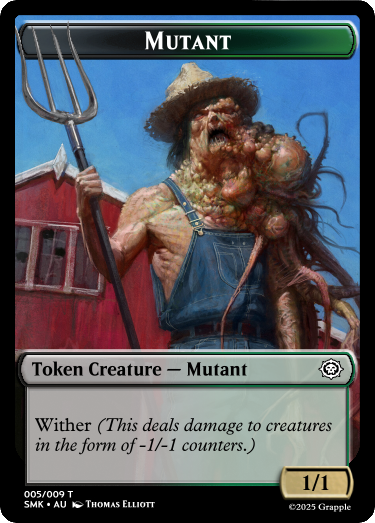 MUTANT
Token Creature — Mutant
Wither (This deals damage to creatures
in the form of -1/-1 counters.)
1/1
005/009 T
SMK • AU Thomas Elliott
©2025 Grapple